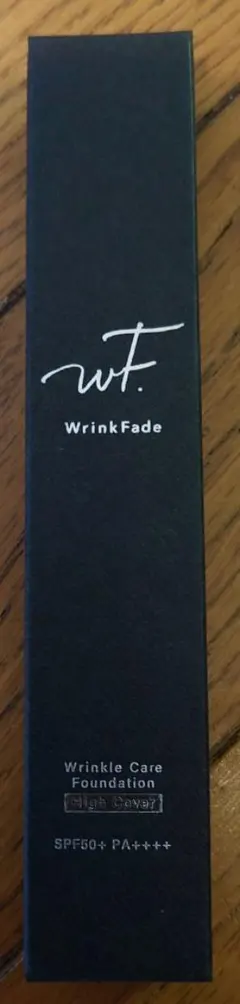 WF.
WrinkFade
Wrinkle Care
Foundation
High Cover
SPF50+ PA++++